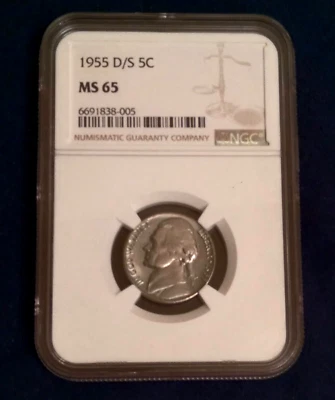 1955 D/S 5C
MS 65
6691838-005
NUMISMATIC GUARANTY COMPANY
NGC